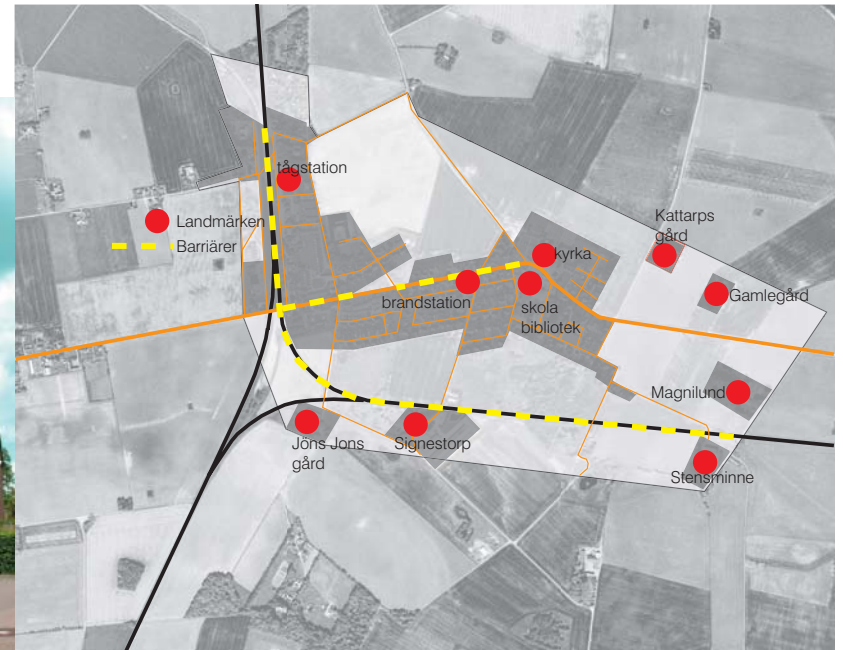 tågstation
Landmärken
Barriärer
Kattarps
gård
kyrka
Gamlegård
brandstation
skola
bibliotek
Magnilund
Jöns Jons
gård
Signestorp
Stensminne